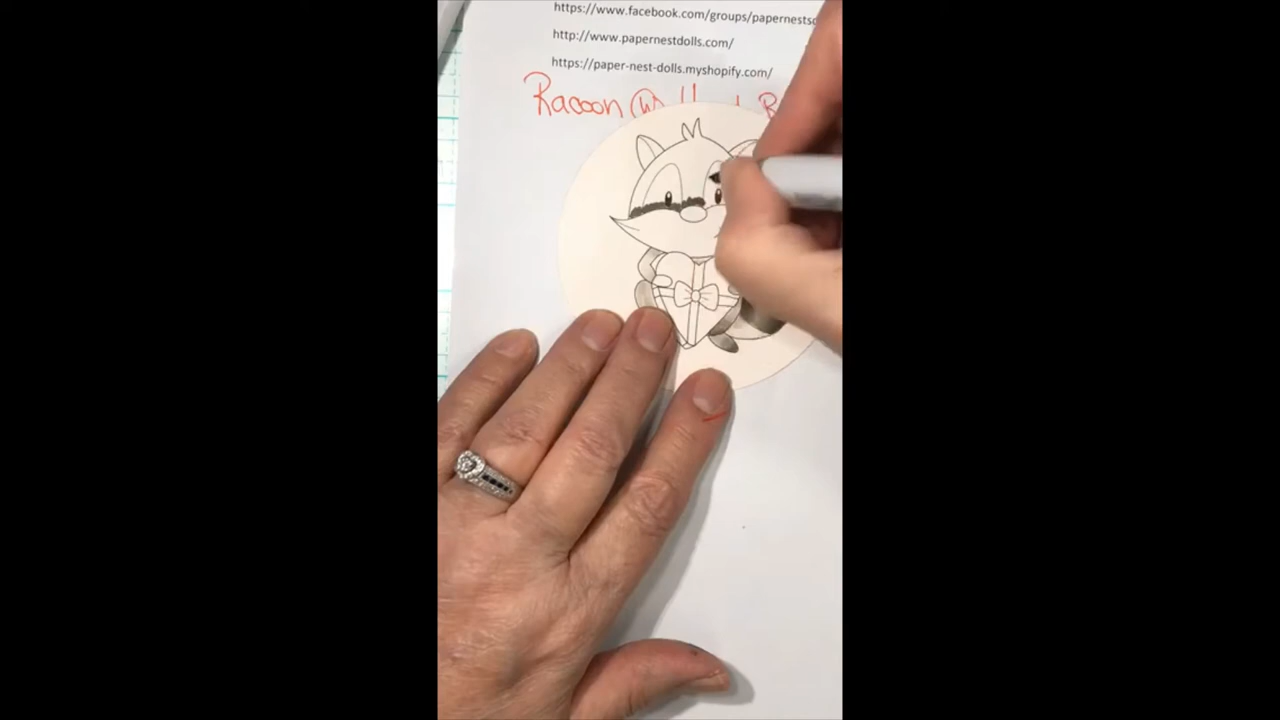 https://www.facebook.com/groups/papernests
http://www.papernestdolls.com/
https://paper-nest-dolls.myshopify.com/
Racoon